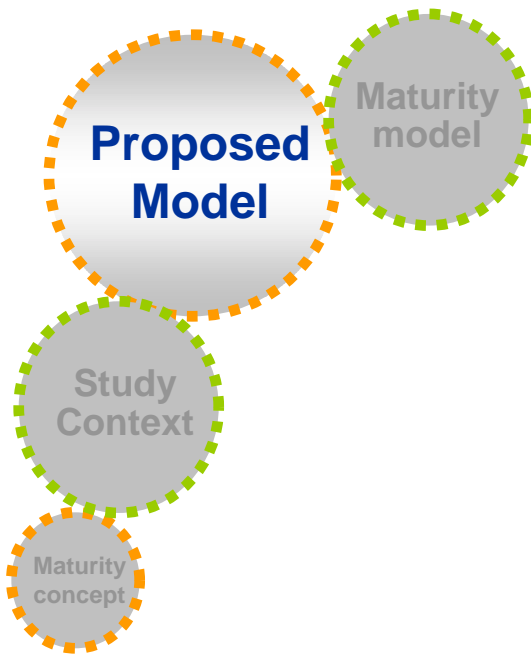 Maturity
model
Proposed
Model
Study
Context
Maturity
concept